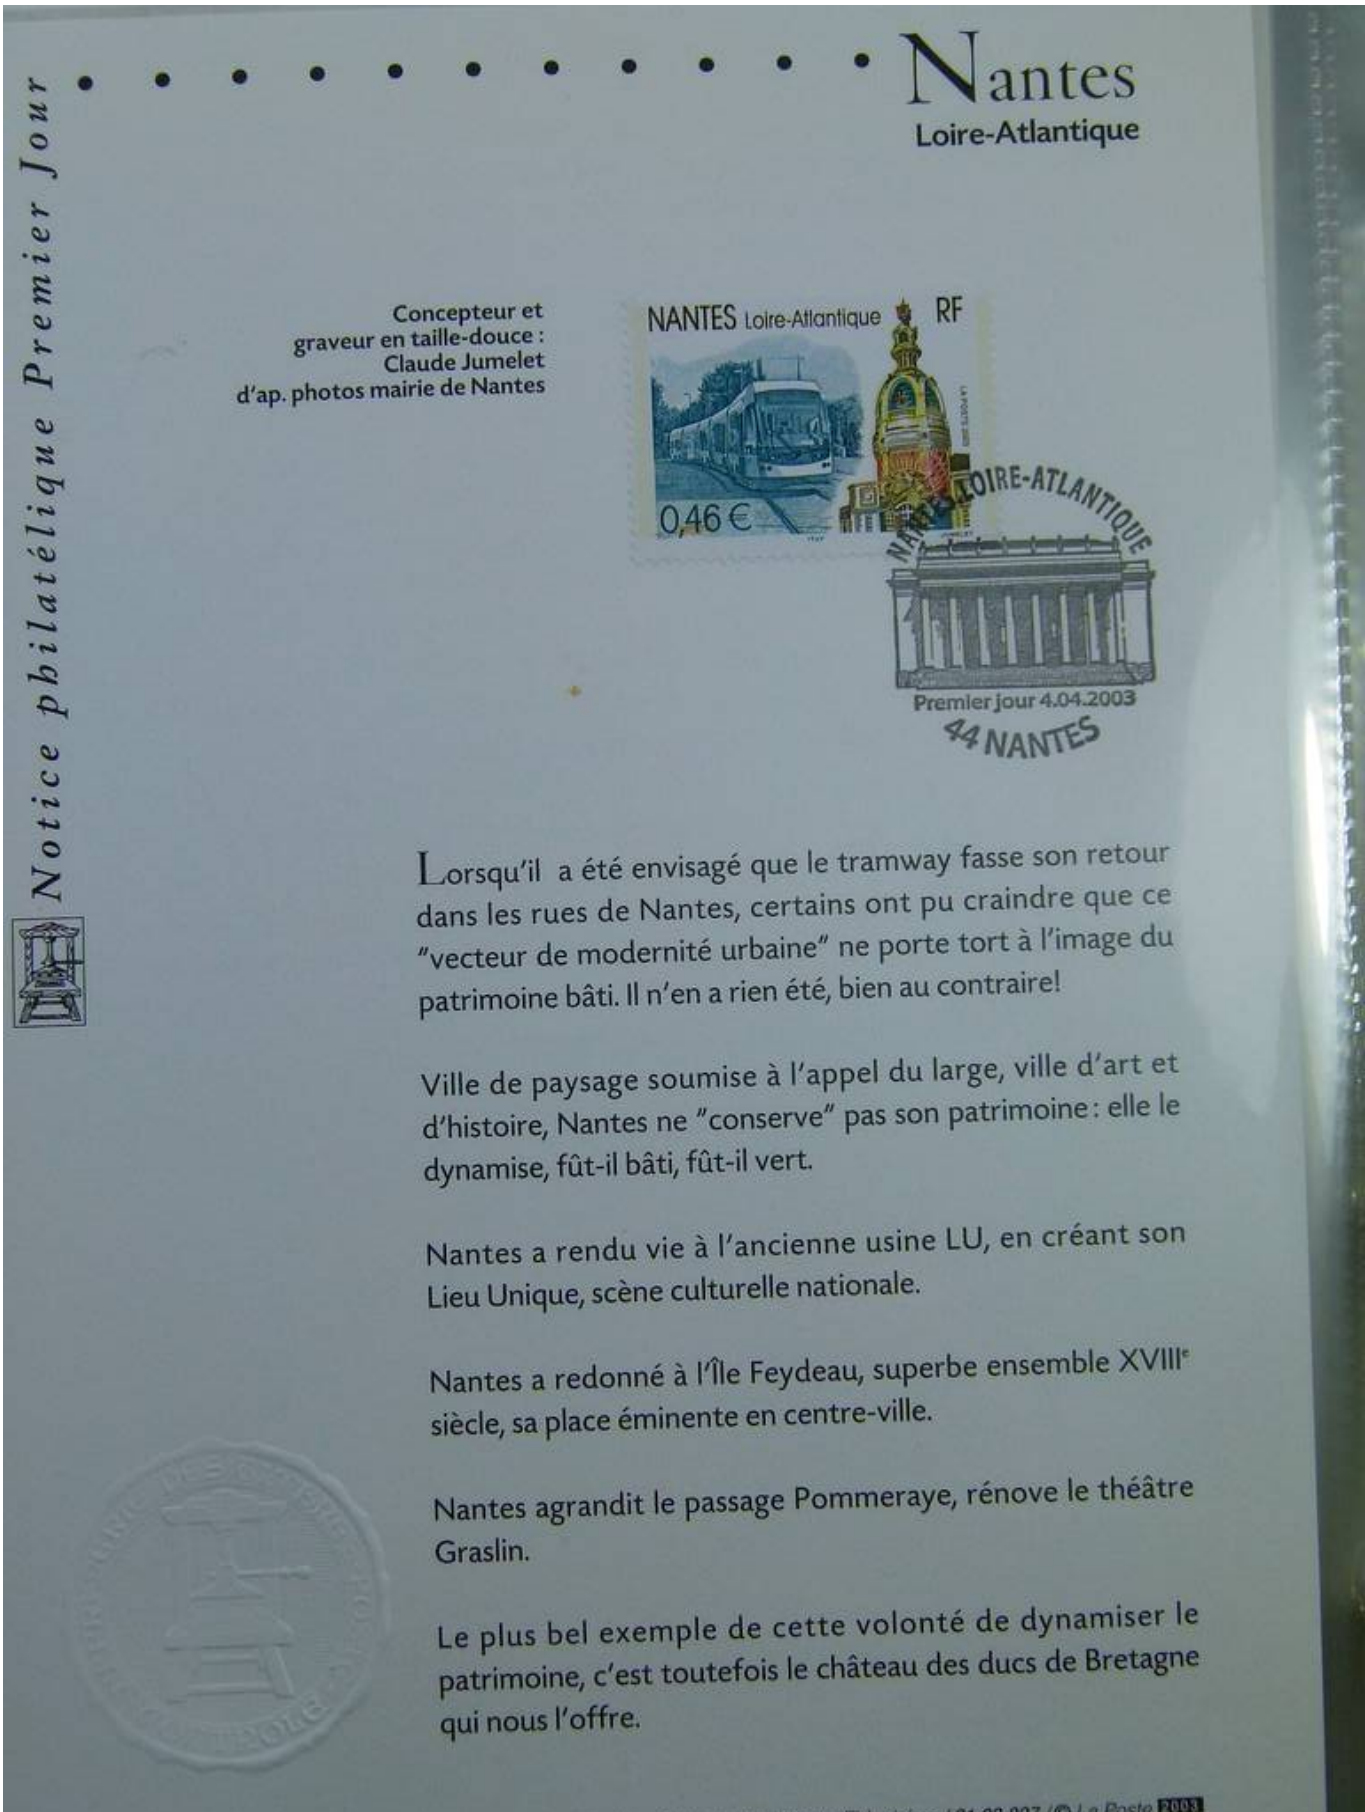 Nantes
Loire-Atlantique
Notice philatélique Premier Jour
Concepteur et
graveur en taille-douce :
Claude Jumelet
d'ap. photos mairie de Nantes
NANTES Loire-Atlantique RF
LA POSTE 2003
0,46 €
JUMELET
NANTES LOIRE-ATLANTIQUE
Premier jour 4.04.2003
44 NANTES
Lorsqu'il a été envisagé que le tramway fasse son retour
dans les rues de Nantes, certains ont pu craindre que ce
"vecteur de modernité urbaine" ne porte tort à l'image du
patrimoine bâti. Il n'en a rien été, bien au contraire!
Ville de paysage soumise à l'appel du large, ville d'art et
d'histoire, Nantes ne "conserve" pas son patrimoine : elle le
dynamise, fût-il bâti, fût-il vert.
Nantes a rendu vie à l'ancienne usine LU, en créant son
Lieu Unique, scène culturelle nationale.
Nantes a redonné à l'Île Feydeau, superbe ensemble XVIIIe
siècle, sa place éminente en centre-ville.
Nantes agrandit le passage Pommeraye, rénove le théâtre
Graslin.
Le plus bel exemple de cette volonté de dynamiser le
patrimoine, c'est toutefois le château des ducs de Bretagne
qui nous l'offre.
© La Poste 2003